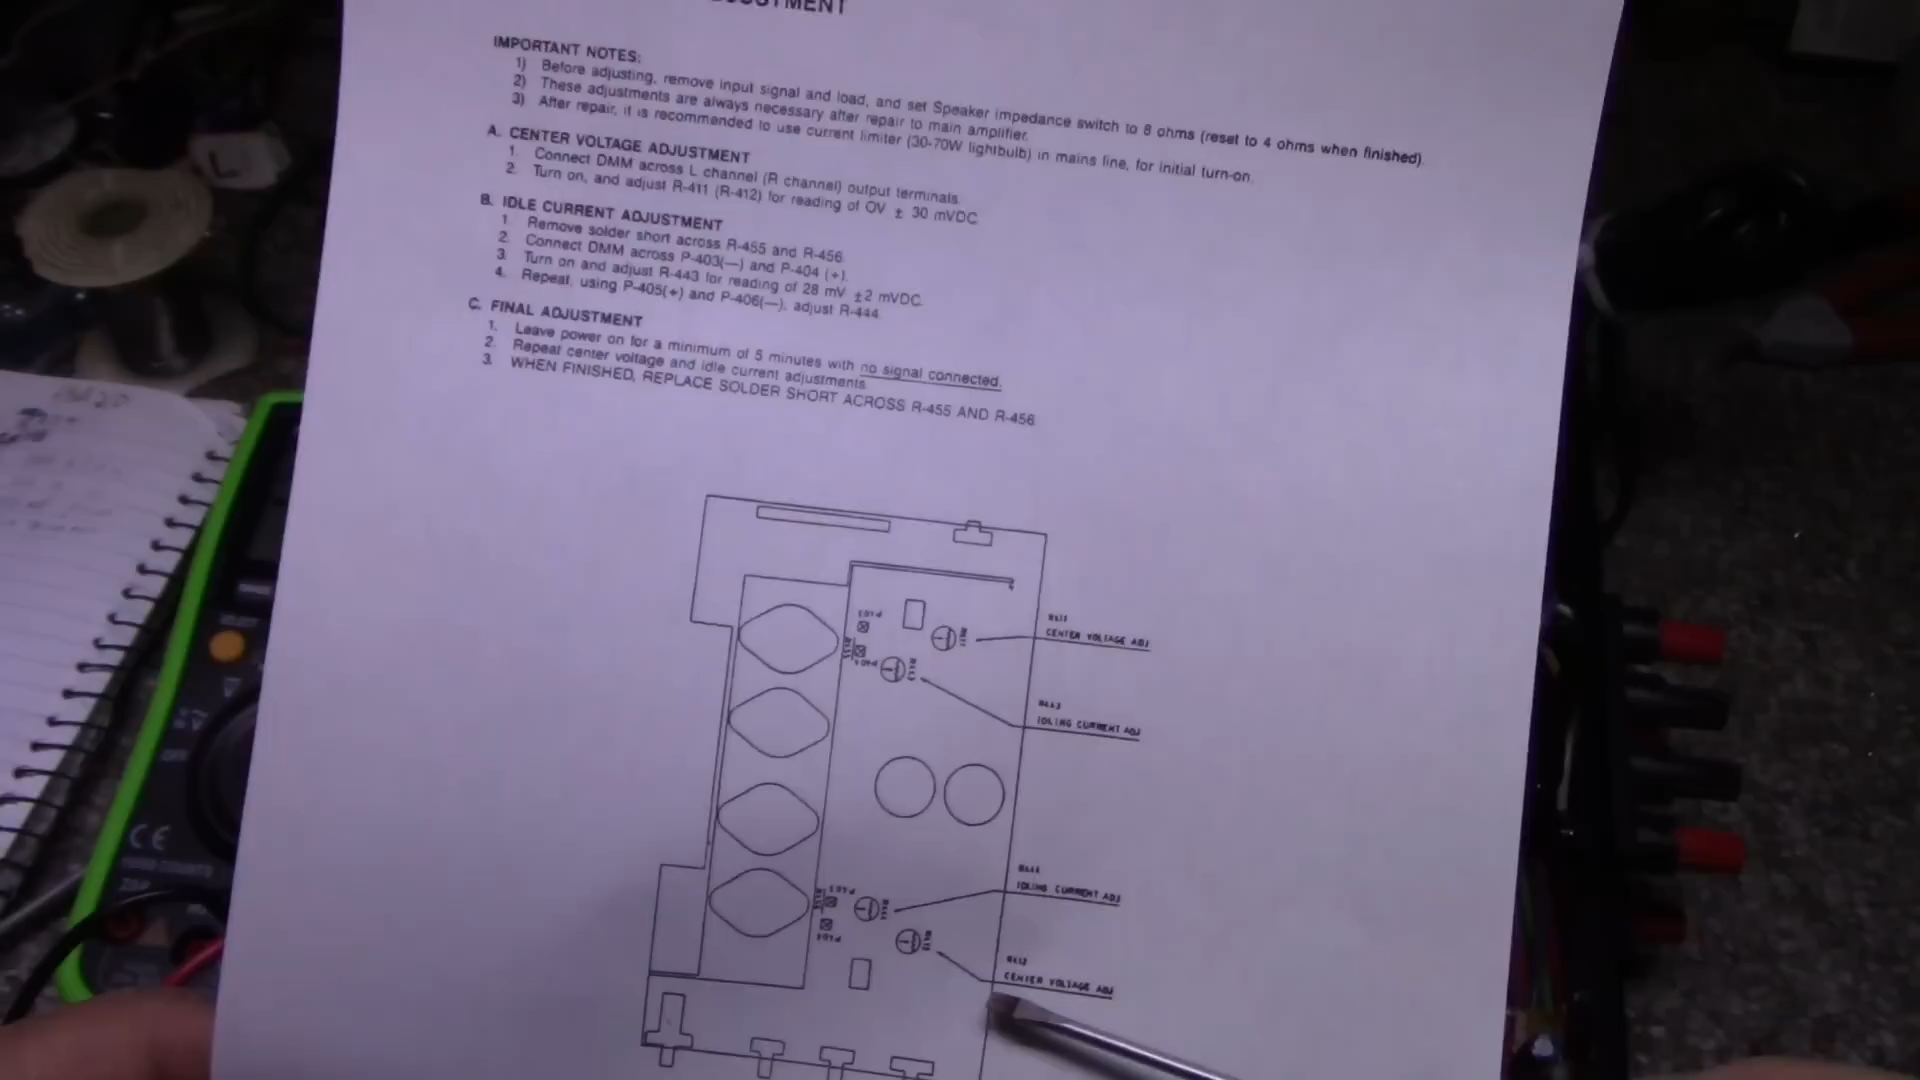 ADJUSTMENT
IMPORTANT NOTES:
1) Before adjusting, remove input signal and load, and set Speaker impedance switch to 8 ohms (reset to 4 ohms when finished).
2) These adjustments are always necessary after repair to main amplifier.
3) After repair, it is recommended to use current limiter (30-70W lightbulb) in mains line, for initial turn-on.
A. CENTER VOLTAGE ADJUSTMENT
1. Connect DMM across L channel (R channel) output terminals.
2. Turn on, and adjust R-411 (R-412) for reading of OV ± 30 mVDC
B. IDLE CURRENT ADJUSTMENT
1. Remove solder short across R-455 and R-456.
2. Connect DMM across P-403(—) and P-404 (+).
3. Turn on and adjust R-443 for reading of 28 mV ±2 mVDC.
4. Repeat, using P-405(+) and P-406(—), adjust R-444.
C. FINAL ADJUSTMENT
1. Leave power on for a minimum of 5 minutes with no signal connected.
2. Repeat center voltage and idle current adjustments
3. WHEN FINISHED, REPLACE SOLDER SHORT ACROSS R-455 AND R-456
R411
CENTER VOLTAGE ADJ
R443
IDLING CURRENT ADJ
R444
IDLING CURRENT ADJ
R412
CENTER VOLTAGE ADJ
L
CE